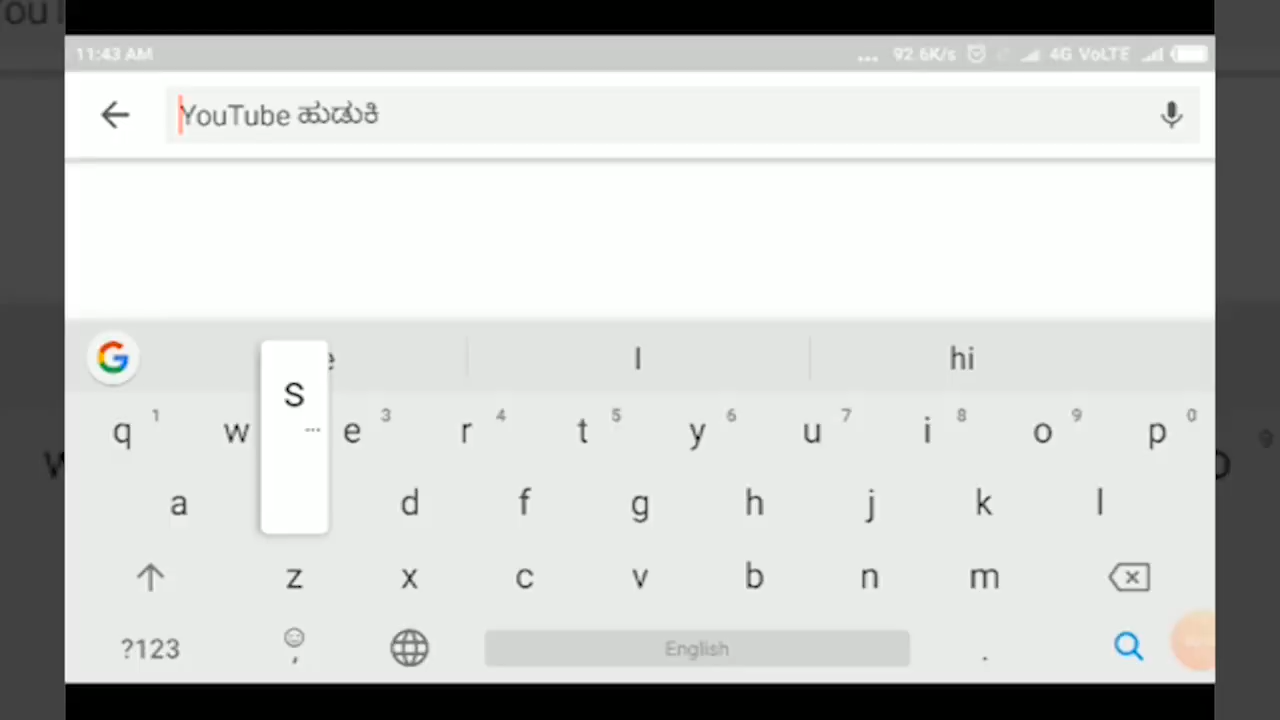 11:43 AM ... 92.6K/s 4G VoLTE
YouTube ಹುಡುಕಿ
I hi
q 1 w e 3 r 4 t 5 y 6 u 7 i 8 o 9 p 0
S ...
a d f g h j k l
z x c v b n m
?123 , English .